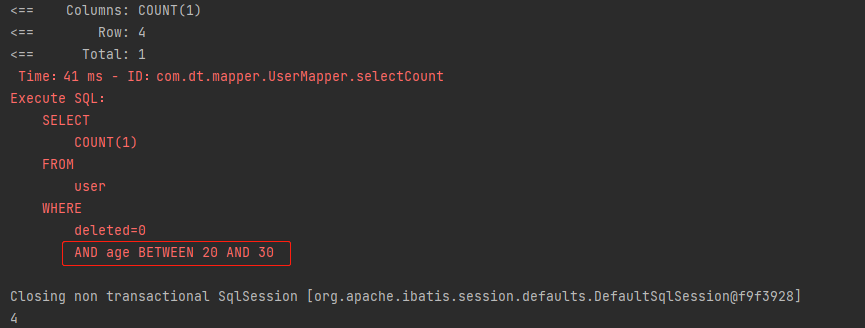 <==    Columns: COUNT(1)
<==        Row: 4
<==      Total: 1
 Time：41 ms - ID：com.dt.mapper.UserMapper.selectCount
Execute SQL：
    SELECT
        COUNT(1)
    FROM
        user
    WHERE
        deleted=0
        AND age BETWEEN 20 AND 30
Closing non transactional SqlSession [org.apache.ibatis.session.defaults.DefaultSqlSession@f9f3928]
4